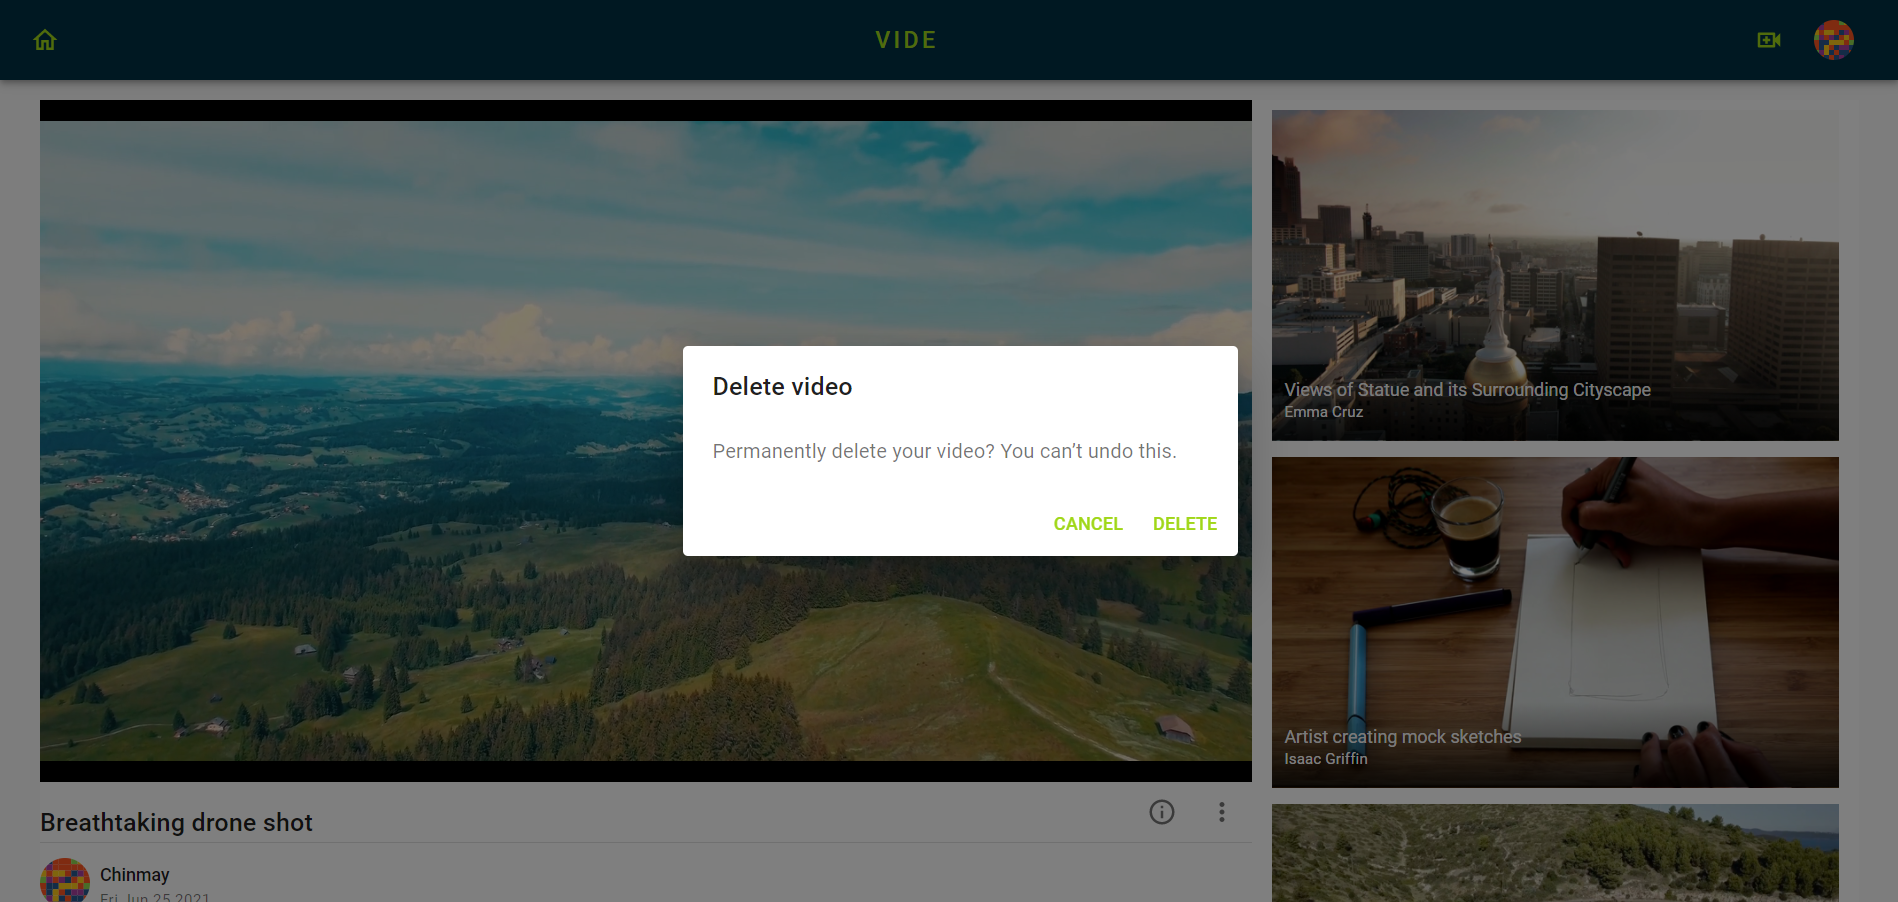 VIDE
Delete video
Permanently delete your video? You can’t undo this.
CANCEL DELETE
Views of Statue and its Surrounding Cityscape
Emma Cruz
Artist creating mock sketches
Isaac Griffin
Breathtaking drone shot
Chinmay
Fri Jun 25 2021